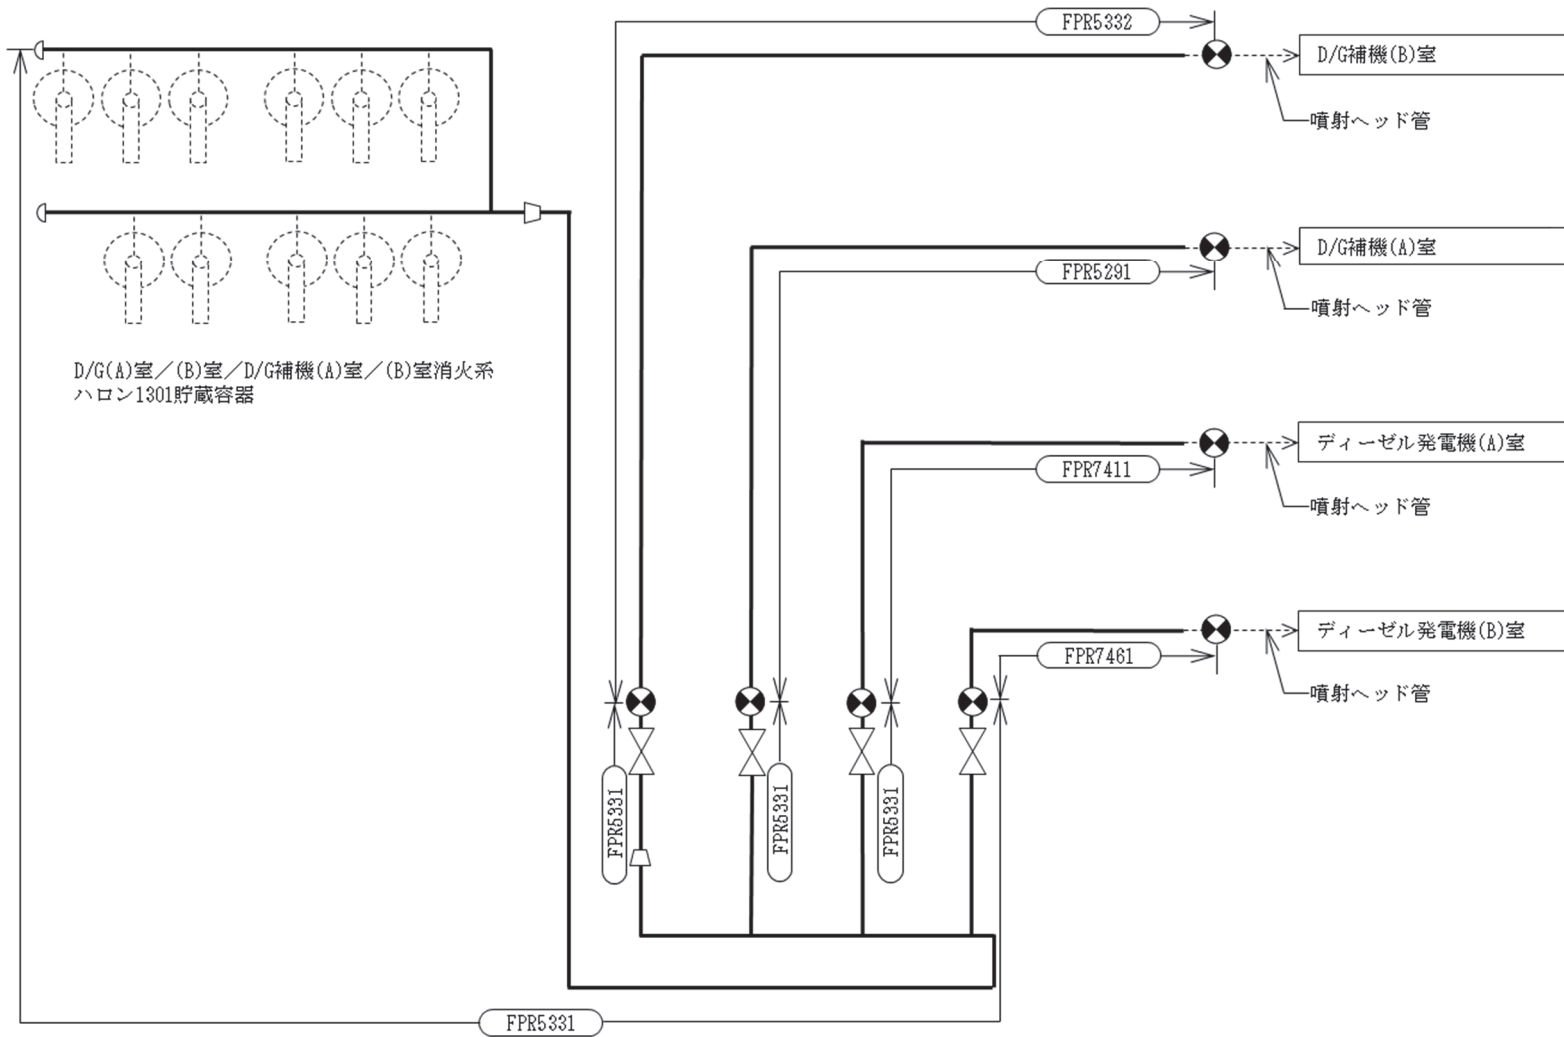 FPR5332
D/G補機(B)室
噴射ヘッド管
D/G補機(A)室
FPR5291
噴射ヘッド管
D/G(A)室／(B)室／D/G補機(A)室／(B)室消火系
ハロン1301貯蔵容器
ディーゼル発電機(A)室
FPR7411
噴射ヘッド管
ディーゼル発電機(B)室
FPR7461
噴射ヘッド管
FPR5331
FPR5331
FPR5331
FPR5331